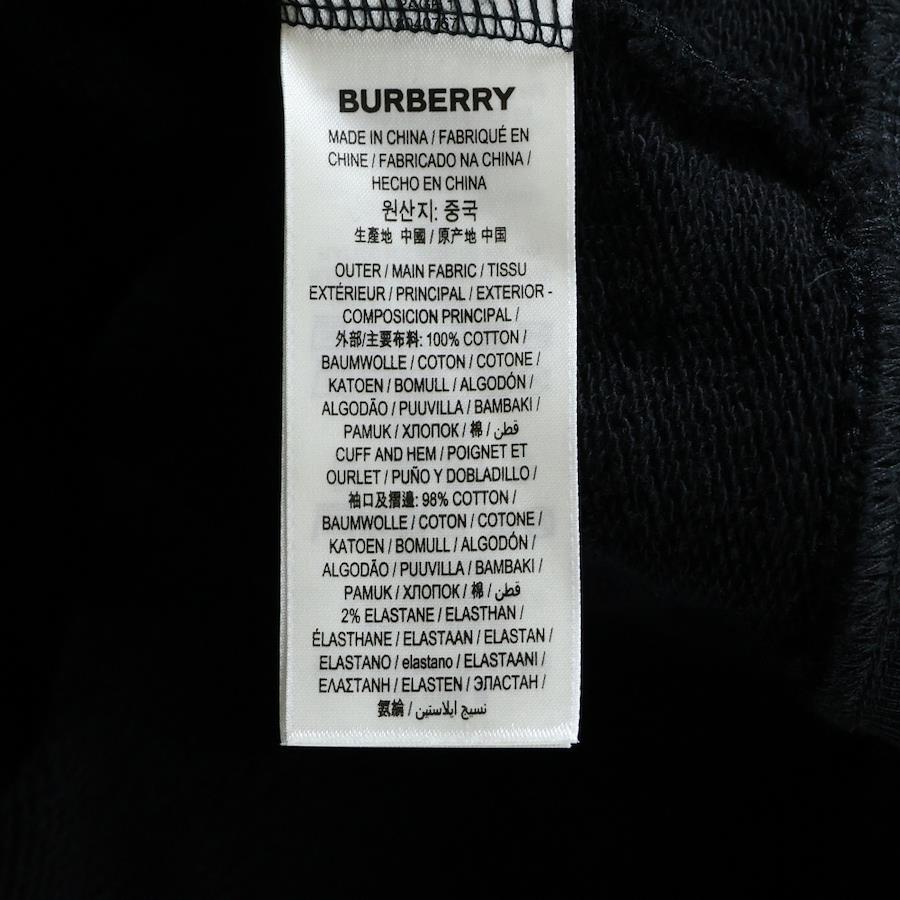 8040767
BURBERRY
MADE IN CHINA / FABRIQUÉ EN
CHINE / FABRICADO NA CHINA /
HECHO EN CHINA
원산지: 중국
生產地 中國 / 原产地 中国
OUTER / MAIN FABRIC / TISSU
EXTÉRIEUR / PRINCIPAL / EXTERIOR -
COMPOSICION PRINCIPAL /
外部/主要布料: 100% COTTON /
BAUMWOLLE / COTON / COTONE /
KATOEN / BOMULL / ALGODÓN /
ALGODÃO / PUUVILLA / BAMBAKI /
PAMUK / ХЛОПОК / 棉 / قطن
CUFF AND HEM / POIGNET ET
OURLET / PUÑO Y DOBLADILLO /
袖口及摺邊: 98% COTTON /
BAUMWOLLE / COTON / COTONE /
KATOEN / BOMULL / ALGODÓN /
ALGODÃO / PUUVILLA / BAMBAKI /
PAMUK / ХЛОПОК / 棉 / قطن
2% ELASTANE / ELASTHAN /
ÉLASTHANE / ELASTAAN / ELASTAN /
ELASTANO / elastano / ELASTAANI /
ΕΛΑΣΤΑΝΗ / ELASTEN / ЭЛАСТАН /
氨綸 / نسيج ايلاستين